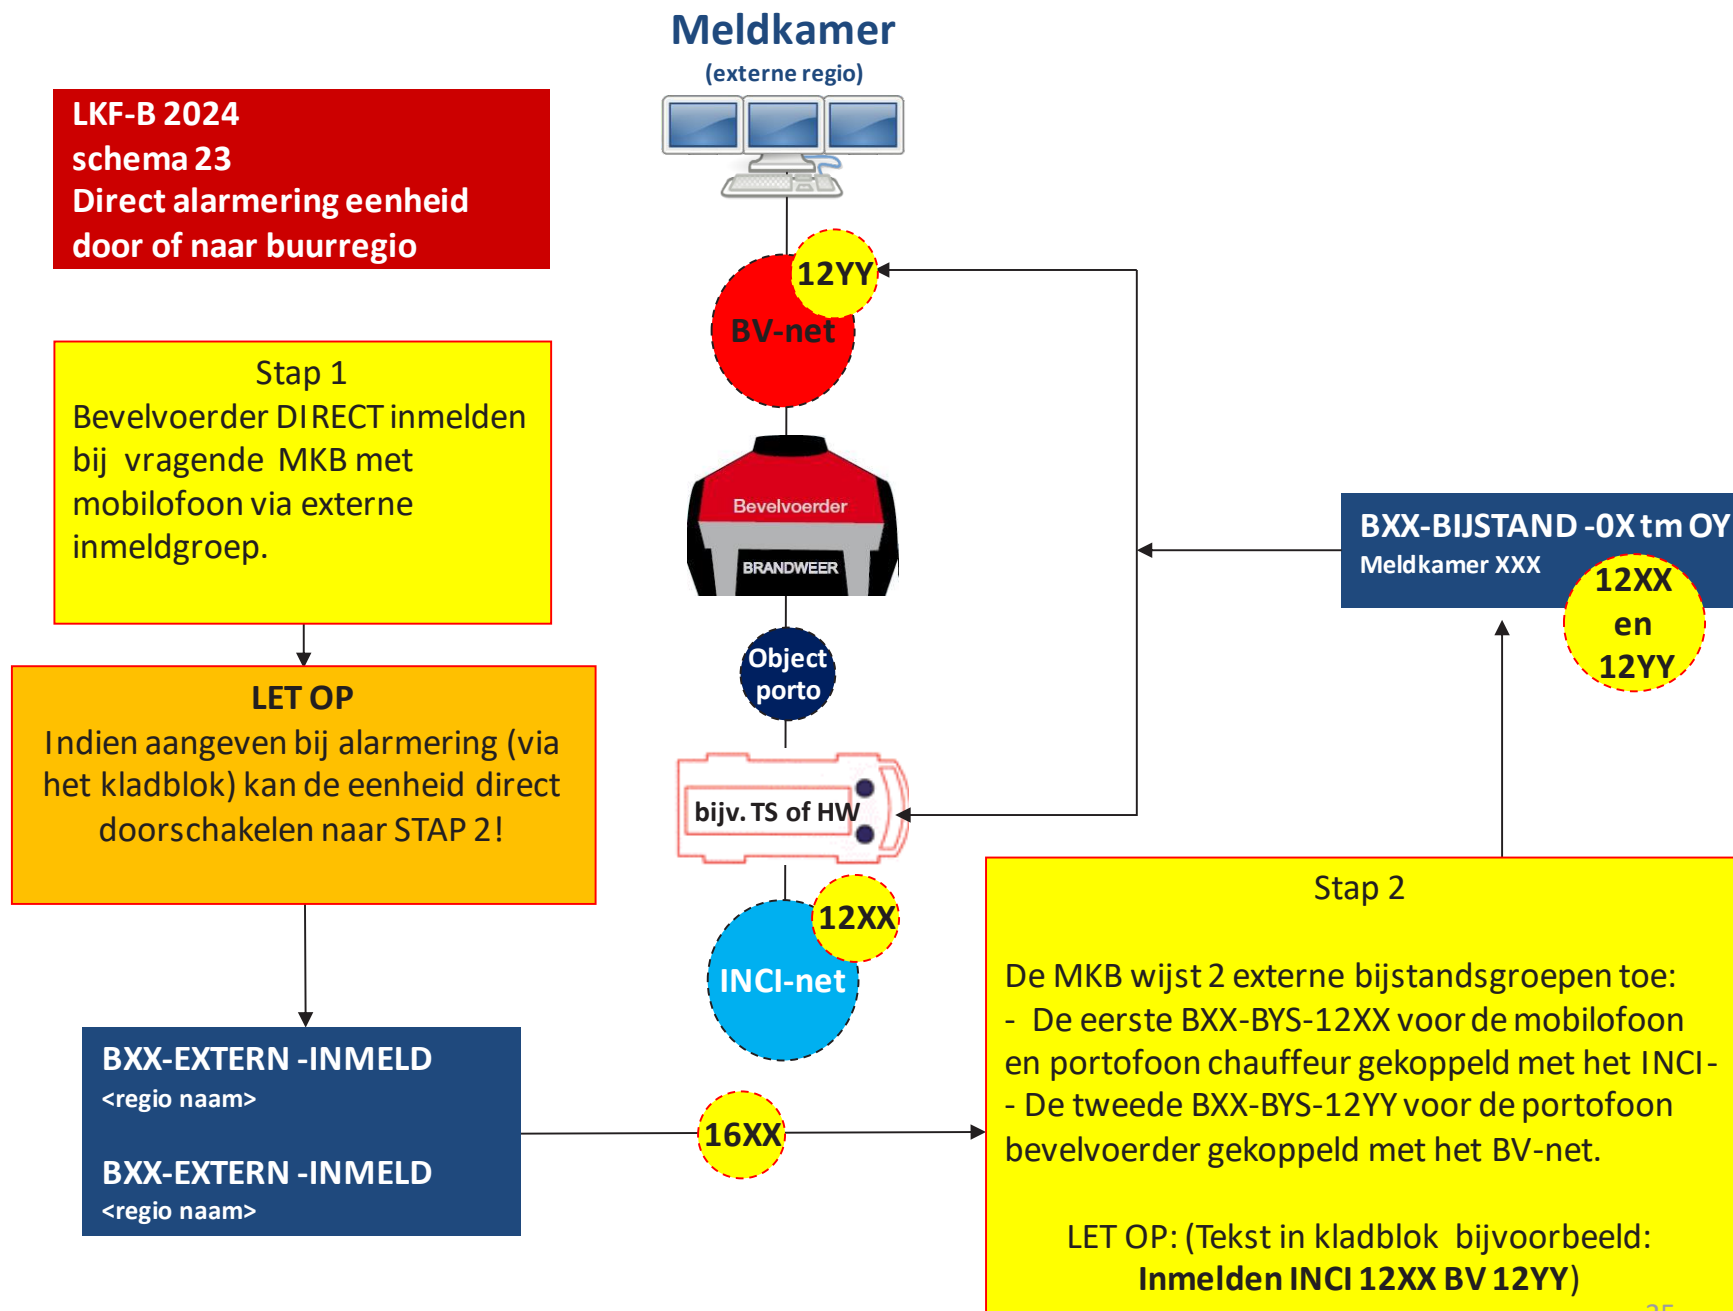 Meldkamer
(externe regio)
LKF-B 2024
schema 23
Direct alarmering eenheid
door of naar buurregio
12YY
BV-net
Stap 1
Bevelvoerder DIRECT inmelden
bij vragende MKB met
mobilofoon via externe
inmeldgroep.
Bevelvoerder
BRANDWEER
BXX-BIJSTAND -0X tm OY
Meldkamer XXX
12XX
en
12YY
Object
porto
LET OP
Indien aangeven bij alarmering (via
het kladblok) kan de eenheid direct
doorschakelen naar STAP 2!
bijv. TS of HW
12XX
INCI-net
Stap 2
De MKB wijst 2 externe bijstandsgroepen toe:
- De eerste BXX-BYS-12XX voor de mobilofoon
en portofoon chauffeur gekoppeld met het INCI-
- De tweede BXX-BYS-12YY voor de portofoon
bevelvoerder gekoppeld met het BV-net.
LET OP: (Tekst in kladblok bijvoorbeeld:
Inmelden INCI 12XX BV 12YY)
BXX-EXTERN -INMELD
<regio naam>
BXX-EXTERN -INMELD
<regio naam>
16XX